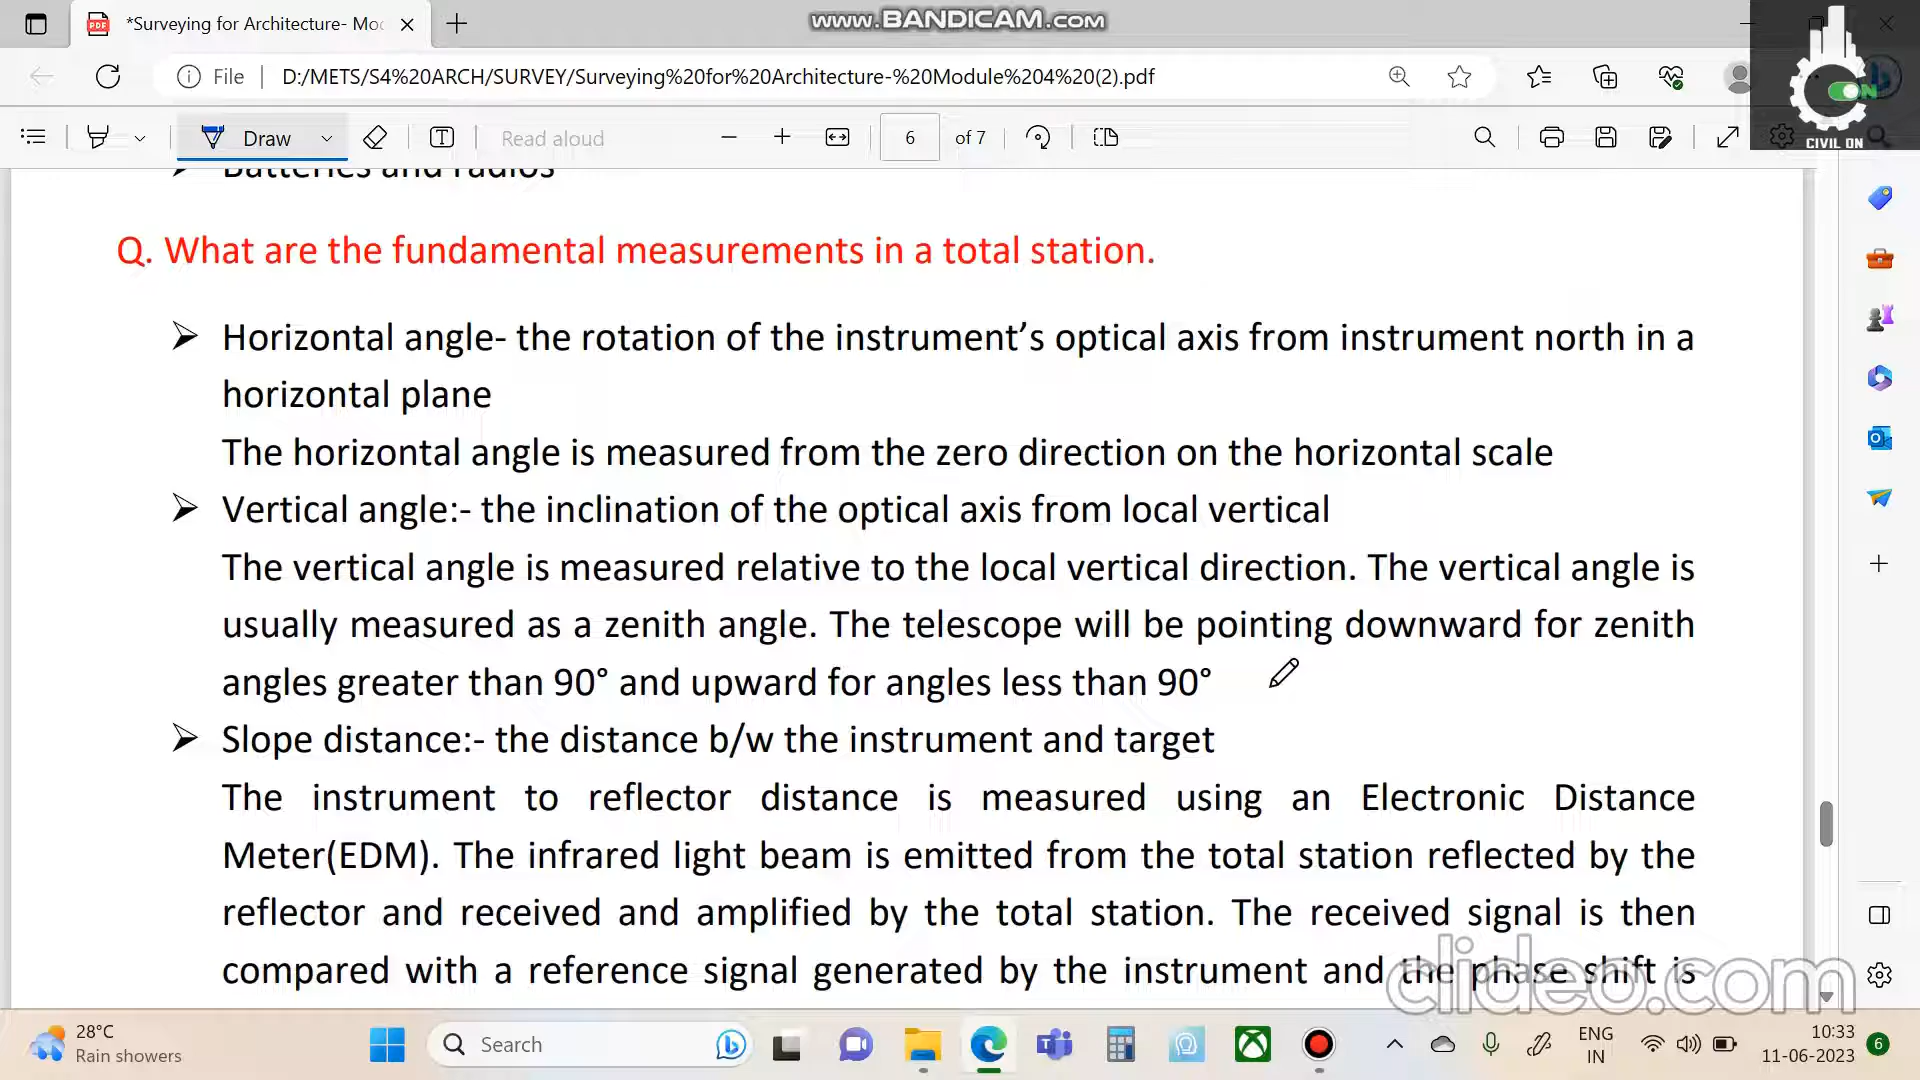 *Surveying for Architecture- Moc
www.BANDICAM.com
File
D:/METS/S4%20ARCH/SURVEY/Surveying%20for%20Architecture-%20Module%204%20(2).pdf
ON
CIVIL ON
Draw
Read aloud
6 of 7
Batteries and radios
Q. What are the fundamental measurements in a total station.
➢ Horizontal angle- the rotation of the instrument’s optical axis from instrument north in a
horizontal plane
The horizontal angle is measured from the zero direction on the horizontal scale
➢ Vertical angle:- the inclination of the optical axis from local vertical
The vertical angle is measured relative to the local vertical direction. The vertical angle is
usually measured as a zenith angle. The telescope will be pointing downward for zenith
angles greater than 90° and upward for angles less than 90°
➢ Slope distance:- the distance b/w the instrument and target
The instrument to reflector distance is measured using an Electronic Distance
Meter(EDM). The infrared light beam is emitted from the total station reflected by the
reflector and received and amplified by the total station. The received signal is then
compared with a reference signal generated by the instrument and the phase shift is
clideo.com
28°C
Rain showers
Search
ENG
IN
10:33
11-06-2023
6